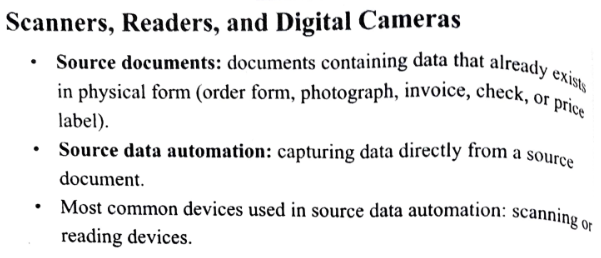 Scanners, Readers, and Digital Cameras
• Source documents: documents containing data that already exists
in physical form (order form, photograph, invoice, check, or price
label).
• Source data automation: capturing data directly from a source
document.
• Most common devices used in source data automation: scanning or
reading devices.